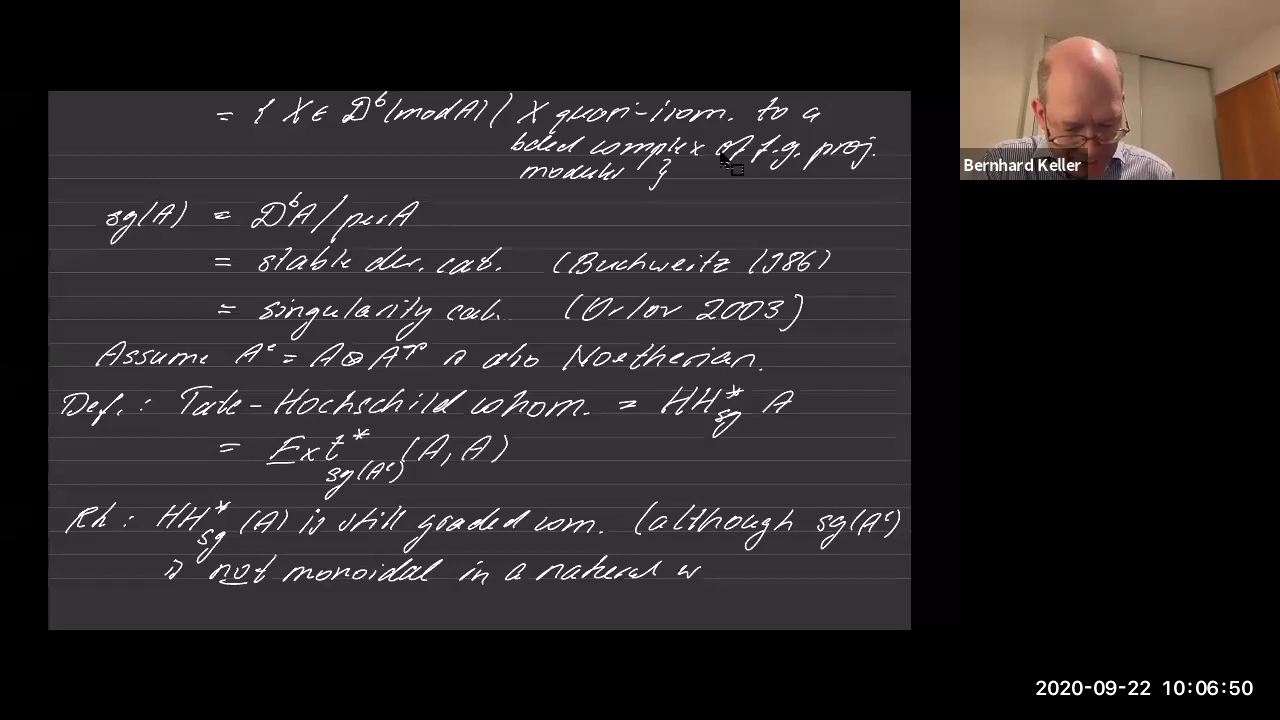 = { X ∈ D^b(mod A) | X quasi-isom. to a
bded complex of f.g. proj.
modules }
sg(A) = D^b A / per A
= stable der. cat. (Buchweitz 1986)
= singularity cat. (Orlov 2003)
Assume A^e = A ⊗ A^op is also Noetherian.
Def.: Tate-Hochschild cohom. = HH^*_sg A
= Ext^*_sg(A^e) (A, A)
Rk: HH^*_sg (A) is still graded com. (although sg(A^e)
is not monoidal in a natural w
Bernhard Keller
2020-09-22 10:06:50